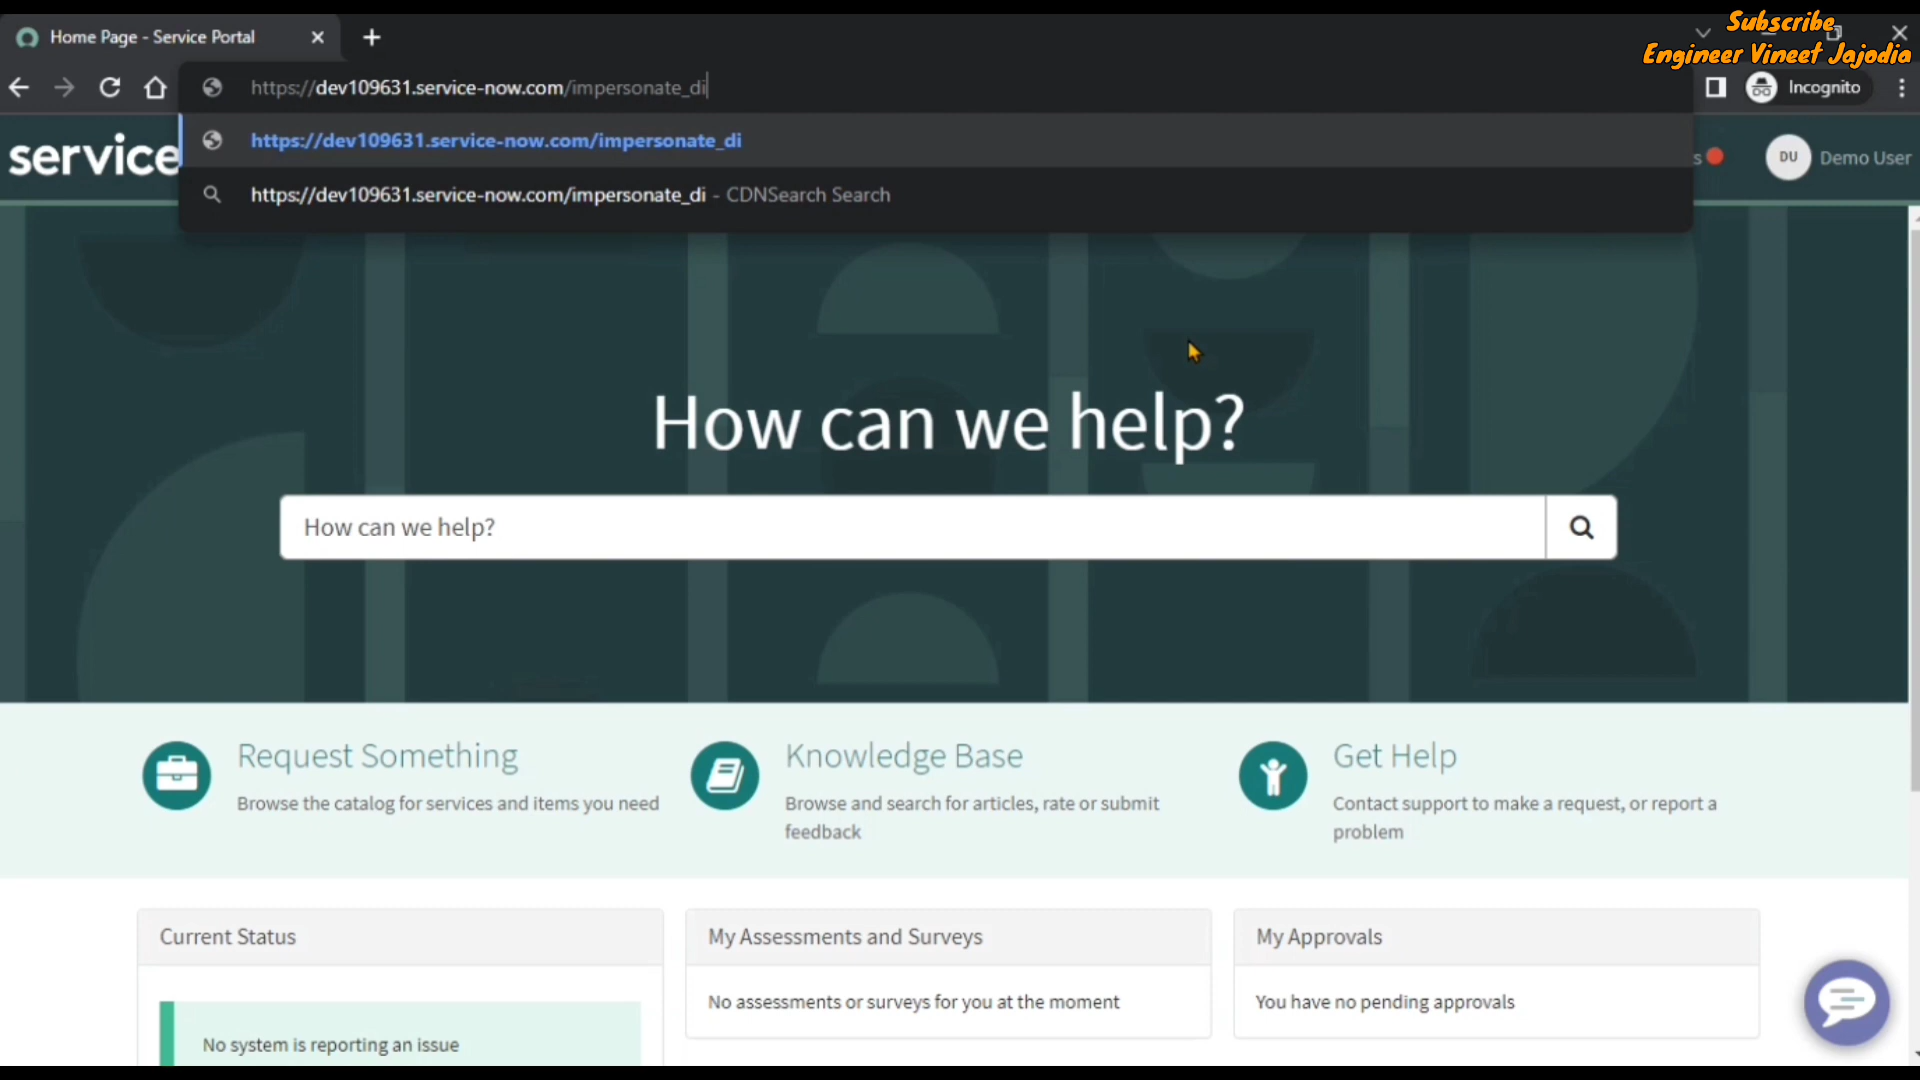 Subscribe
Engineer Vineet Jajodia
Home Page - Service Portal
https://dev109631.service-now.com/impersonate_di
Incognito
https://dev109631.service-now.com/impersonate_di
https://dev109631.service-now.com/impersonate_di - CDNSearch Search
service
s
DU
Demo User
How can we help?
How can we help?
Request Something
Browse the catalog for services and items you need
Knowledge Base
Browse and search for articles, rate or submit
feedback
Get Help
Contact support to make a request, or report a
problem
Current Status
No system is reporting an issue
My Assessments and Surveys
No assessments or surveys for you at the moment
My Approvals
You have no pending approvals